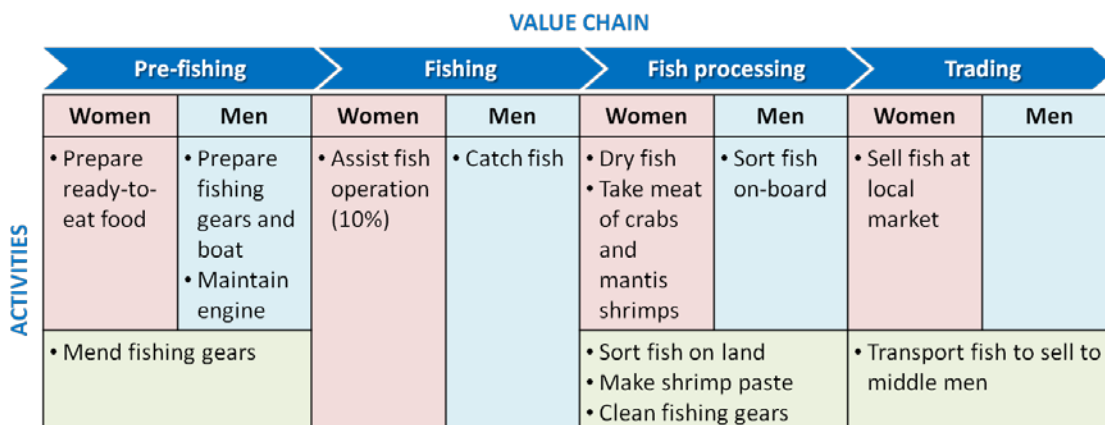 VALUE CHAIN
Pre-fishing
Fishing
Fish processing
Trading
Women
Men
Women
Men
Women
Men
Women
Men
ACTIVITIES
• Prepare
ready-to-
eat food
• Prepare
fishing
gears and
boat
• Maintain
engine
• Mend fishing gears
• Assist fish
operation
(10%)
• Catch fish
• Dry fish
• Take meat
of crabs
and
mantis
shrimps
• Sort fish
on-board
• Sort fish on land
• Make shrimp paste
• Clean fishing gears
• Sell fish at
local
market
• Transport fish to sell to
middle men